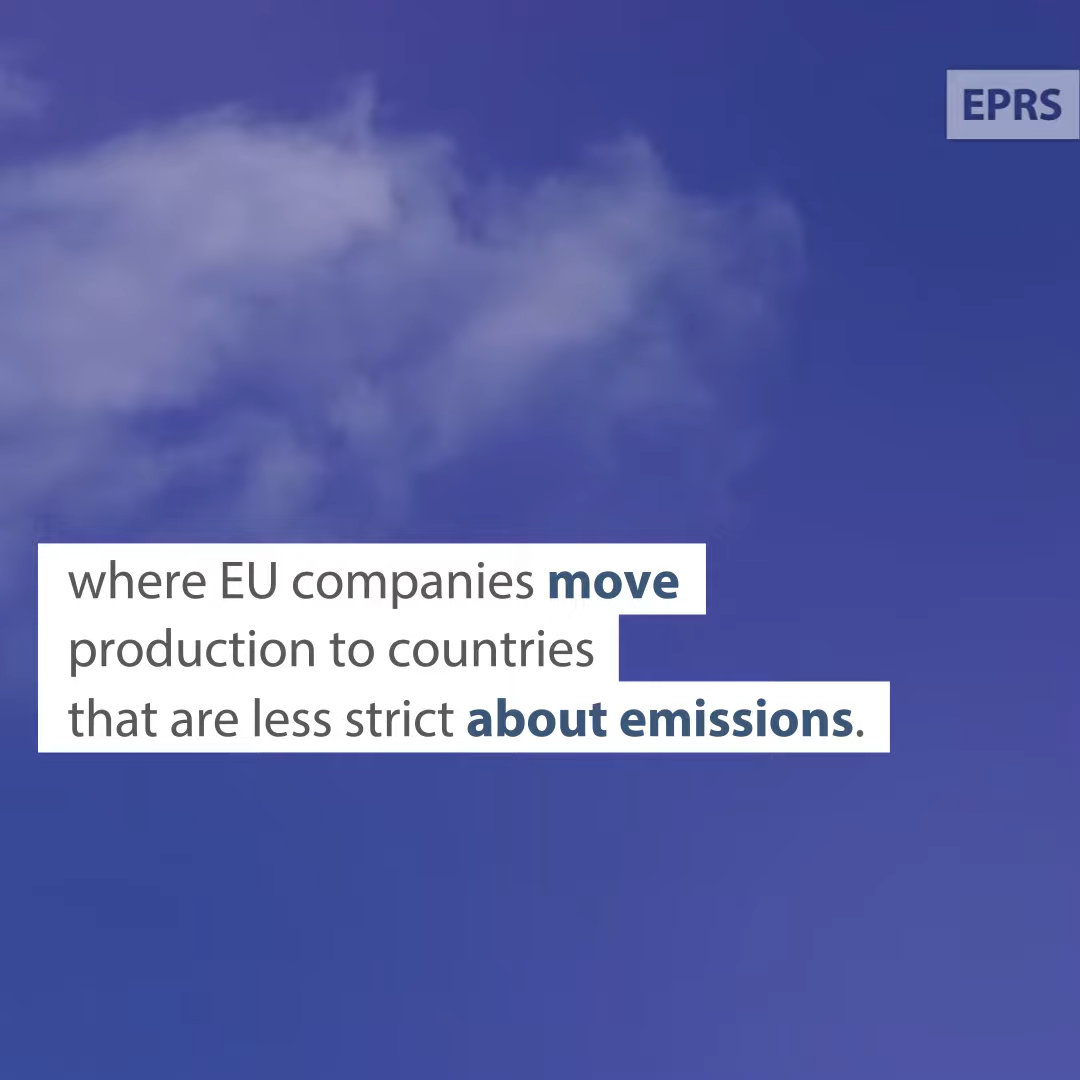 EPRS
where EU companies move
production to countries
that are less strict about emissions.